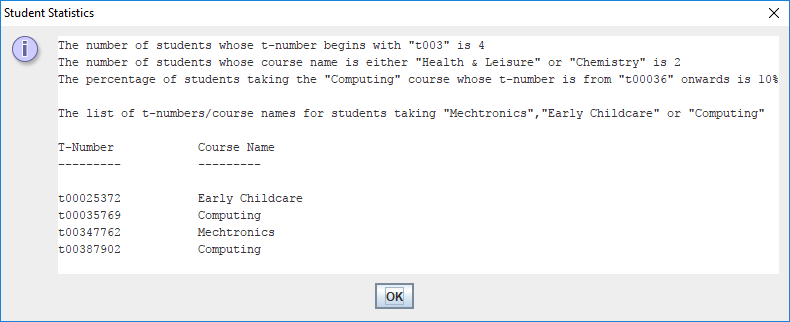 Student Statistics
The number of students whose t-number begins with "t003" is 4
The number of students whose course name is either "Health & Leisure" or "Chemistry" is 2
The percentage of students taking the "Computing" course whose t-number is from "t00036" onwards is 10%
The list of t-numbers/course names for students taking "Mechtronics","Early Childcare" or "Computing"
T-Number Course Name
--------- ---------
t00025372 Early Childcare
t00035769 Computing
t00347762 Mechtronics
t00387902 Computing
OK